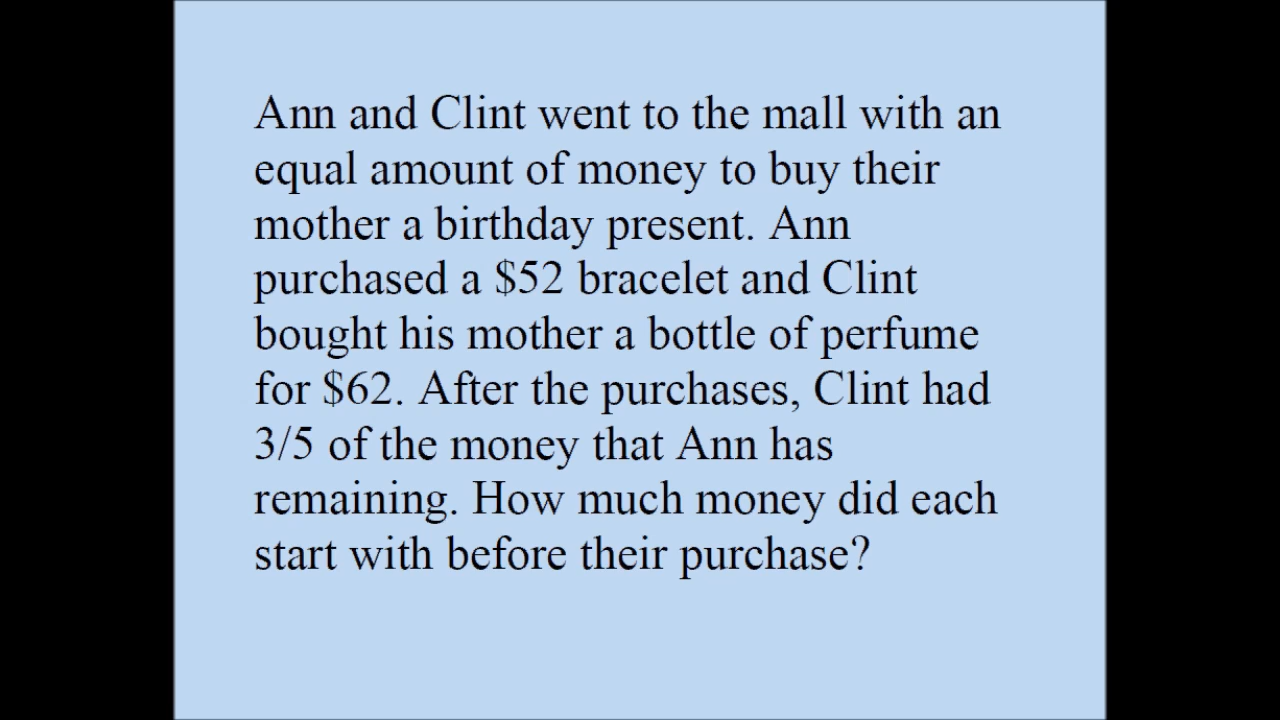 Ann and Clint went to the mall with an
equal amount of money to buy their
mother a birthday present. Ann
purchased a $52 bracelet and Clint
bought his mother a bottle of perfume
for $62. After the purchases, Clint had
3/5 of the money that Ann has
remaining. How much money did each
start with before their purchase?